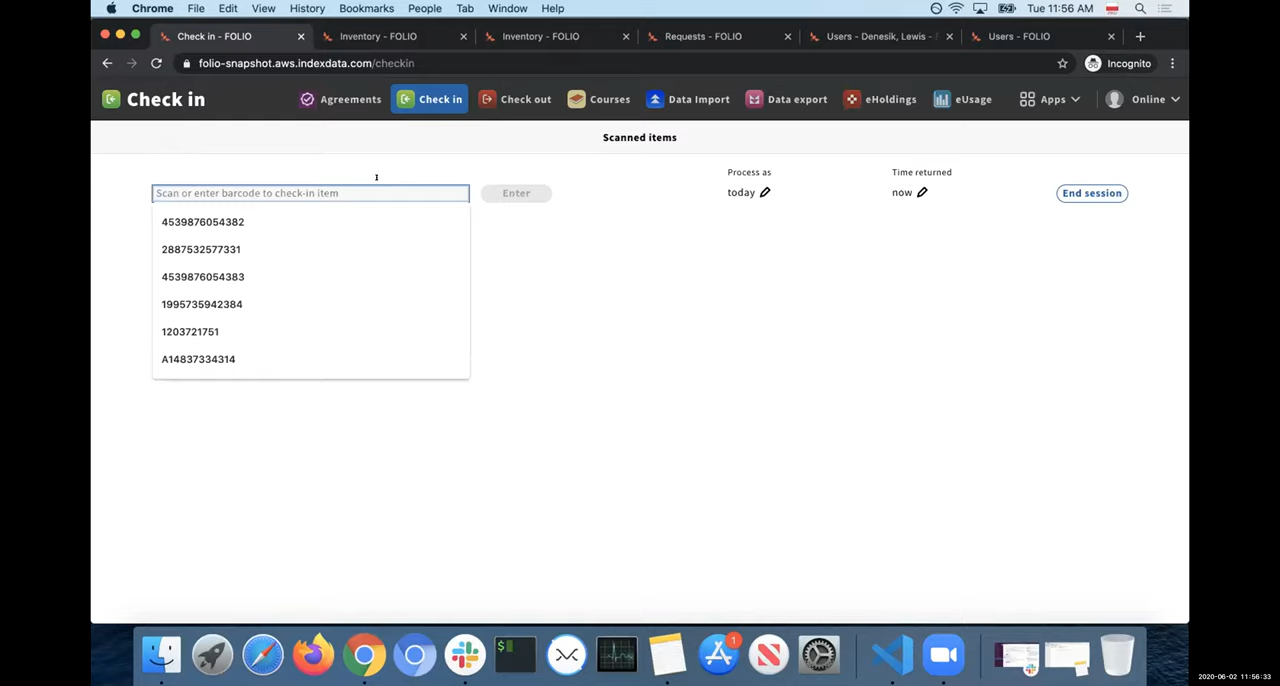 Chrome File Edit View History Bookmarks People Tab Window Help Tue 11:56 AM
Check in - FOLIO Inventory - FOLIO Inventory - FOLIO Requests - FOLIO Users - Denesik, Lewis - F Users - FOLIO
folio-snapshot.aws.indexdata.com/checkin Incognito
Check in Agreements Check in Check out Courses Data Import Data export eHoldings eUsage Apps Online
Scanned items
Process as Time returned
Scan or enter barcode to check-in item Enter today now End session
4539876054382
2887532577331
4539876054383
1995735942384
1203721751
A14837334314
1
2020-06-02 11:56:33